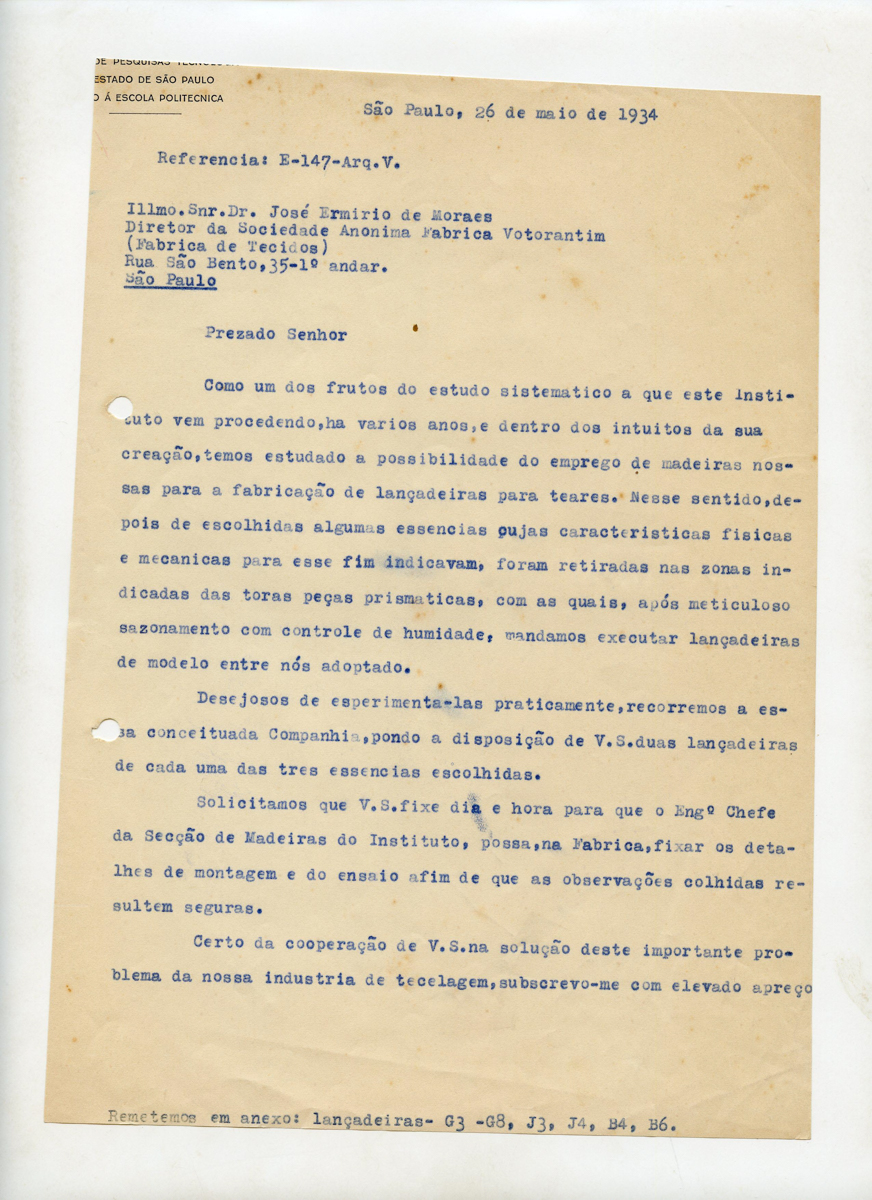 DE PESQUISAS
ESTADO DE SÃO PAULO
O Á ESCOLA POLITECNICA
São Paulo, 26 de maio de 1934
Referencia: E-147-Arq.V.
Illmo.Snr.Dr. José Ermirio de Moraes
Diretor da Sociedade Anonima Fabrica Votorantim
(Fabrica de Tecidos)
Rua São Bento,35-1º andar.
São Paulo
Prezado Senhor
Como um dos frutos do estudo sistematico a que este Insti-
tuto vem procedendo,ha varios anos,e dentro dos intuitos da sua
creação,temos estudado a possibilidade do emprego de madeiras nos-
sas para a fabricação de lançadeiras para teares. Nesse sentido,de-
pois de escolhidas algumas essencias cujas caracteristicas fisicas
e mecanicas para esse fim indicavam, foram retiradas nas zonas in-
dicadas das toras peças prismaticas, com as quais, após meticuloso
sazonamento com controle de humidade, mandamos executar lançadeiras
de modelo entre nós adoptado.
Desejosos de esperimenta-las praticamente,recorremos a es-
sa conceituada Companhia,pondo a disposição de V.S.duas lançadeiras
de cada uma das tres essencias escolhidas.
Solicitamos que V.S.fixe dia e hora para que o Engº Chefe
da Secção de Madeiras do Instituto, possa,na Fabrica,fixar os deta-
lhes de montagem e do ensaio afim de que as observações colhidas re-
sultem seguras.
Certo da cooperação de V.S.na solução deste importante pro-
blema da nossa industria de tecelagem,subscrevo-me com elevado apreço
Remetemos em anexo: lançadeiras- G3 -G8, J3, J4, B4, B6.